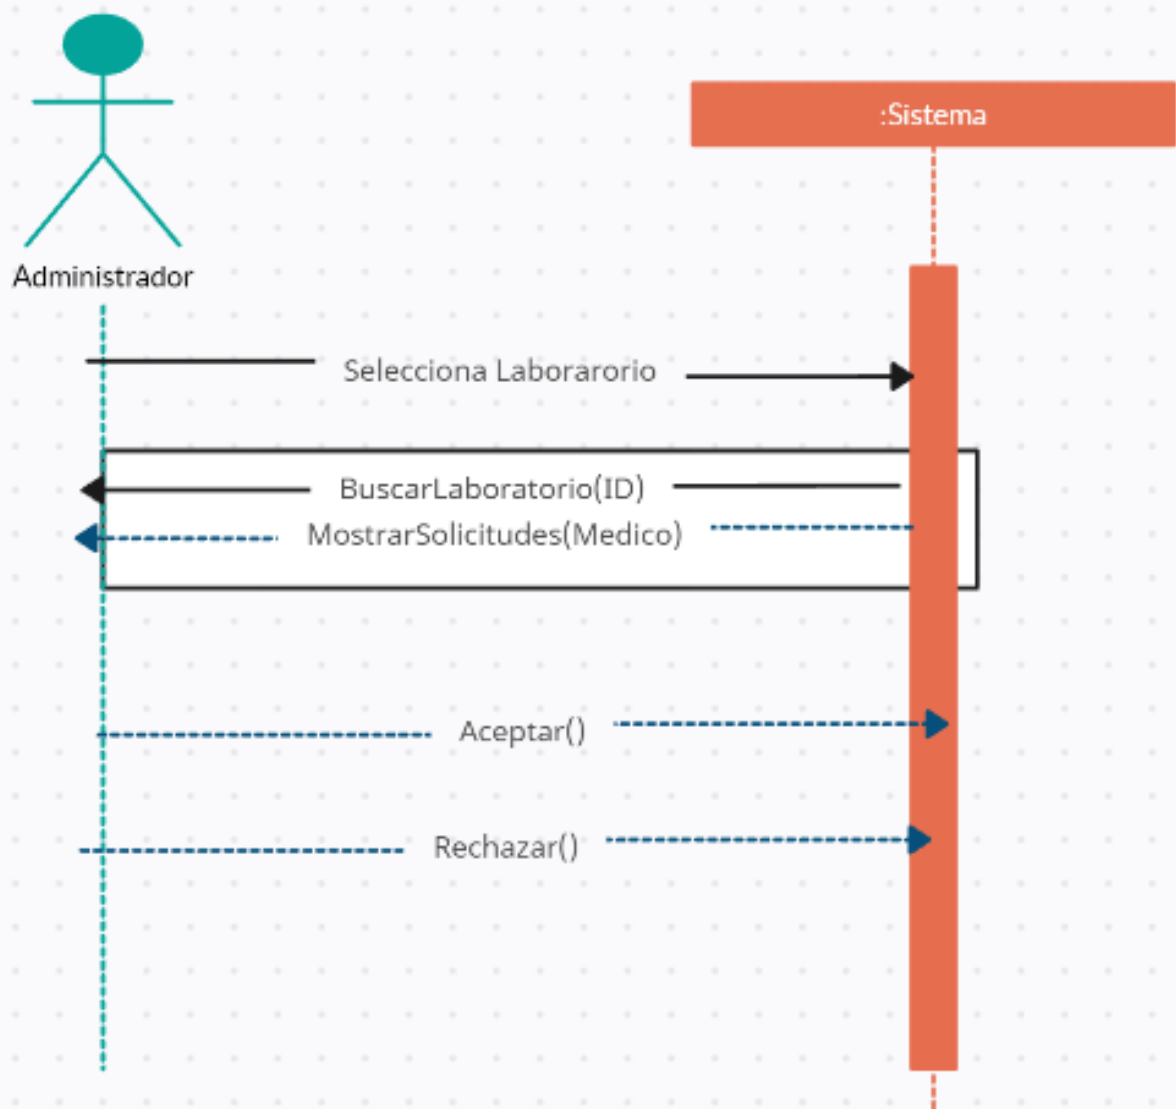 :Sistema
Administrador
Selecciona Laborarorio
BuscarLaboratorio(ID)
MostrarSolicitudes(Medico)
Aceptar()
Rechazar()